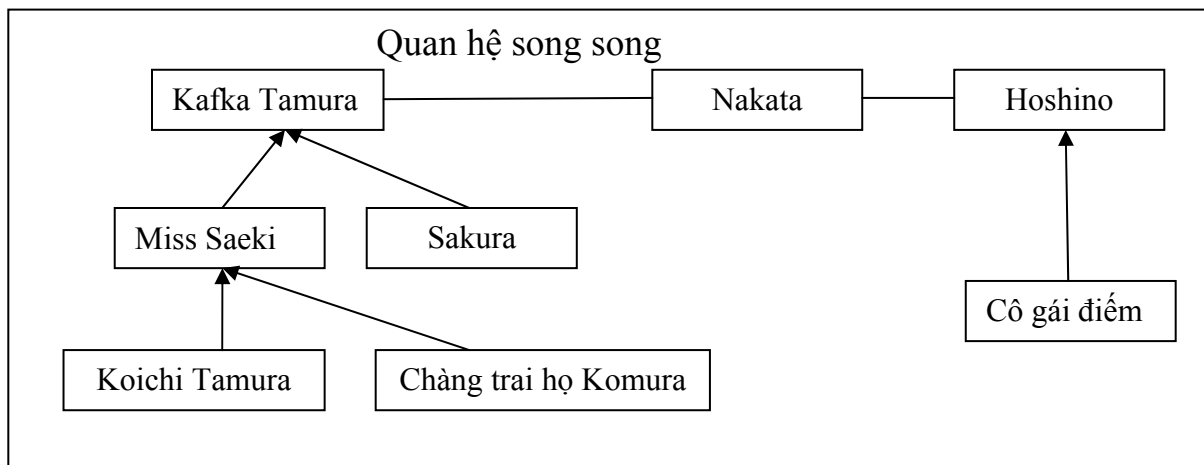 Quan hệ song song
Kafka Tamura
Nakata
Hoshino
Miss Saeki
Sakura
Cô gái điếm
Koichi Tamura
Chàng trai họ Komura